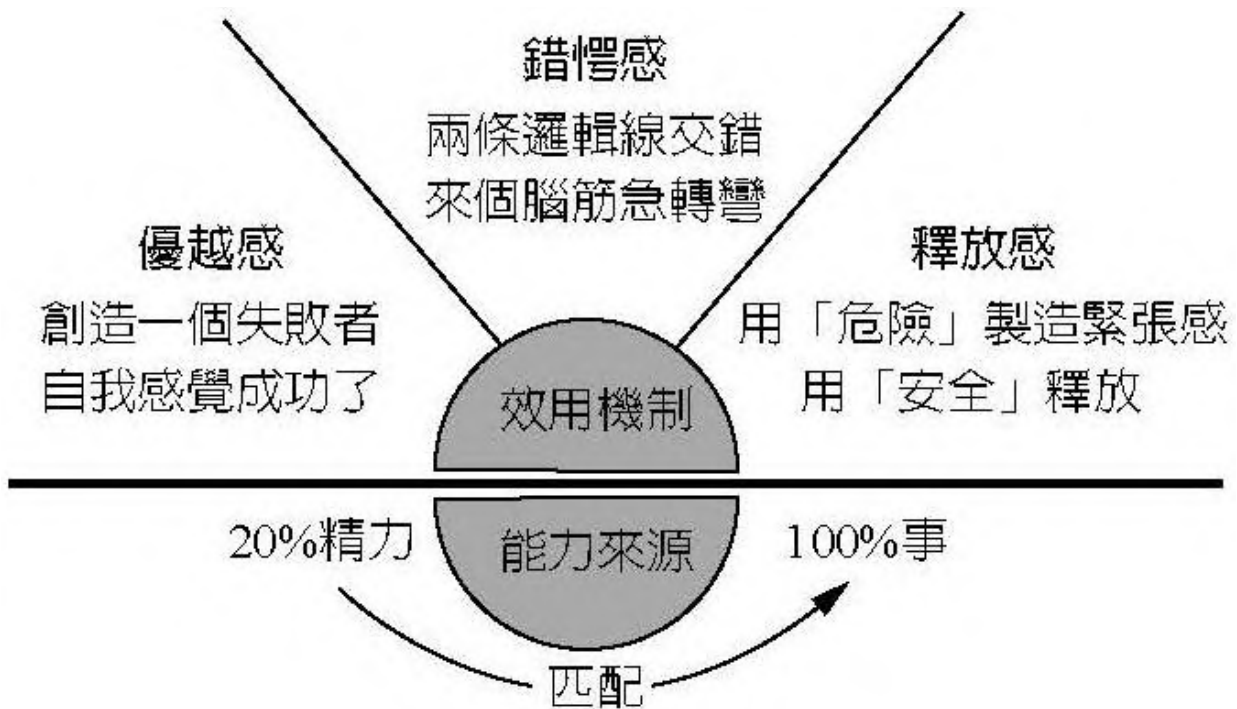 錯愕感
兩條邏輯線交錯
來個腦筋急轉彎
優越感
創造一個失敗者
自我感覺成功了
釋放感
用「危險」製造緊張感
用「安全」釋放
效用機制
能力來源
20%精力
100%事
匹配